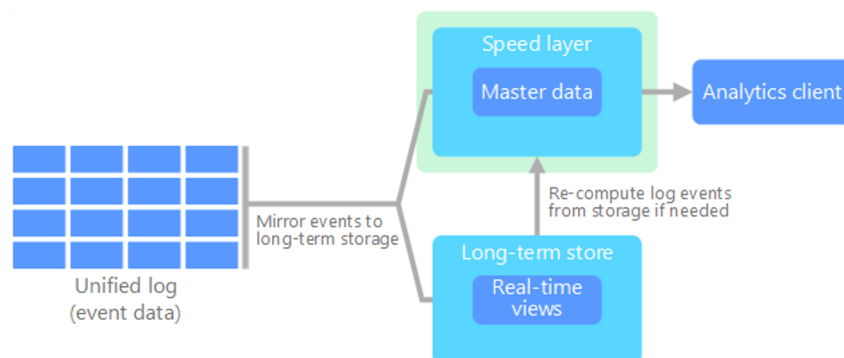 Speed layer
Master data
Analytics client
Re-compute log events
from storage if needed
Mirror events to
long-term storage
Long-term store
Real-time
views
Unified log
(event data)